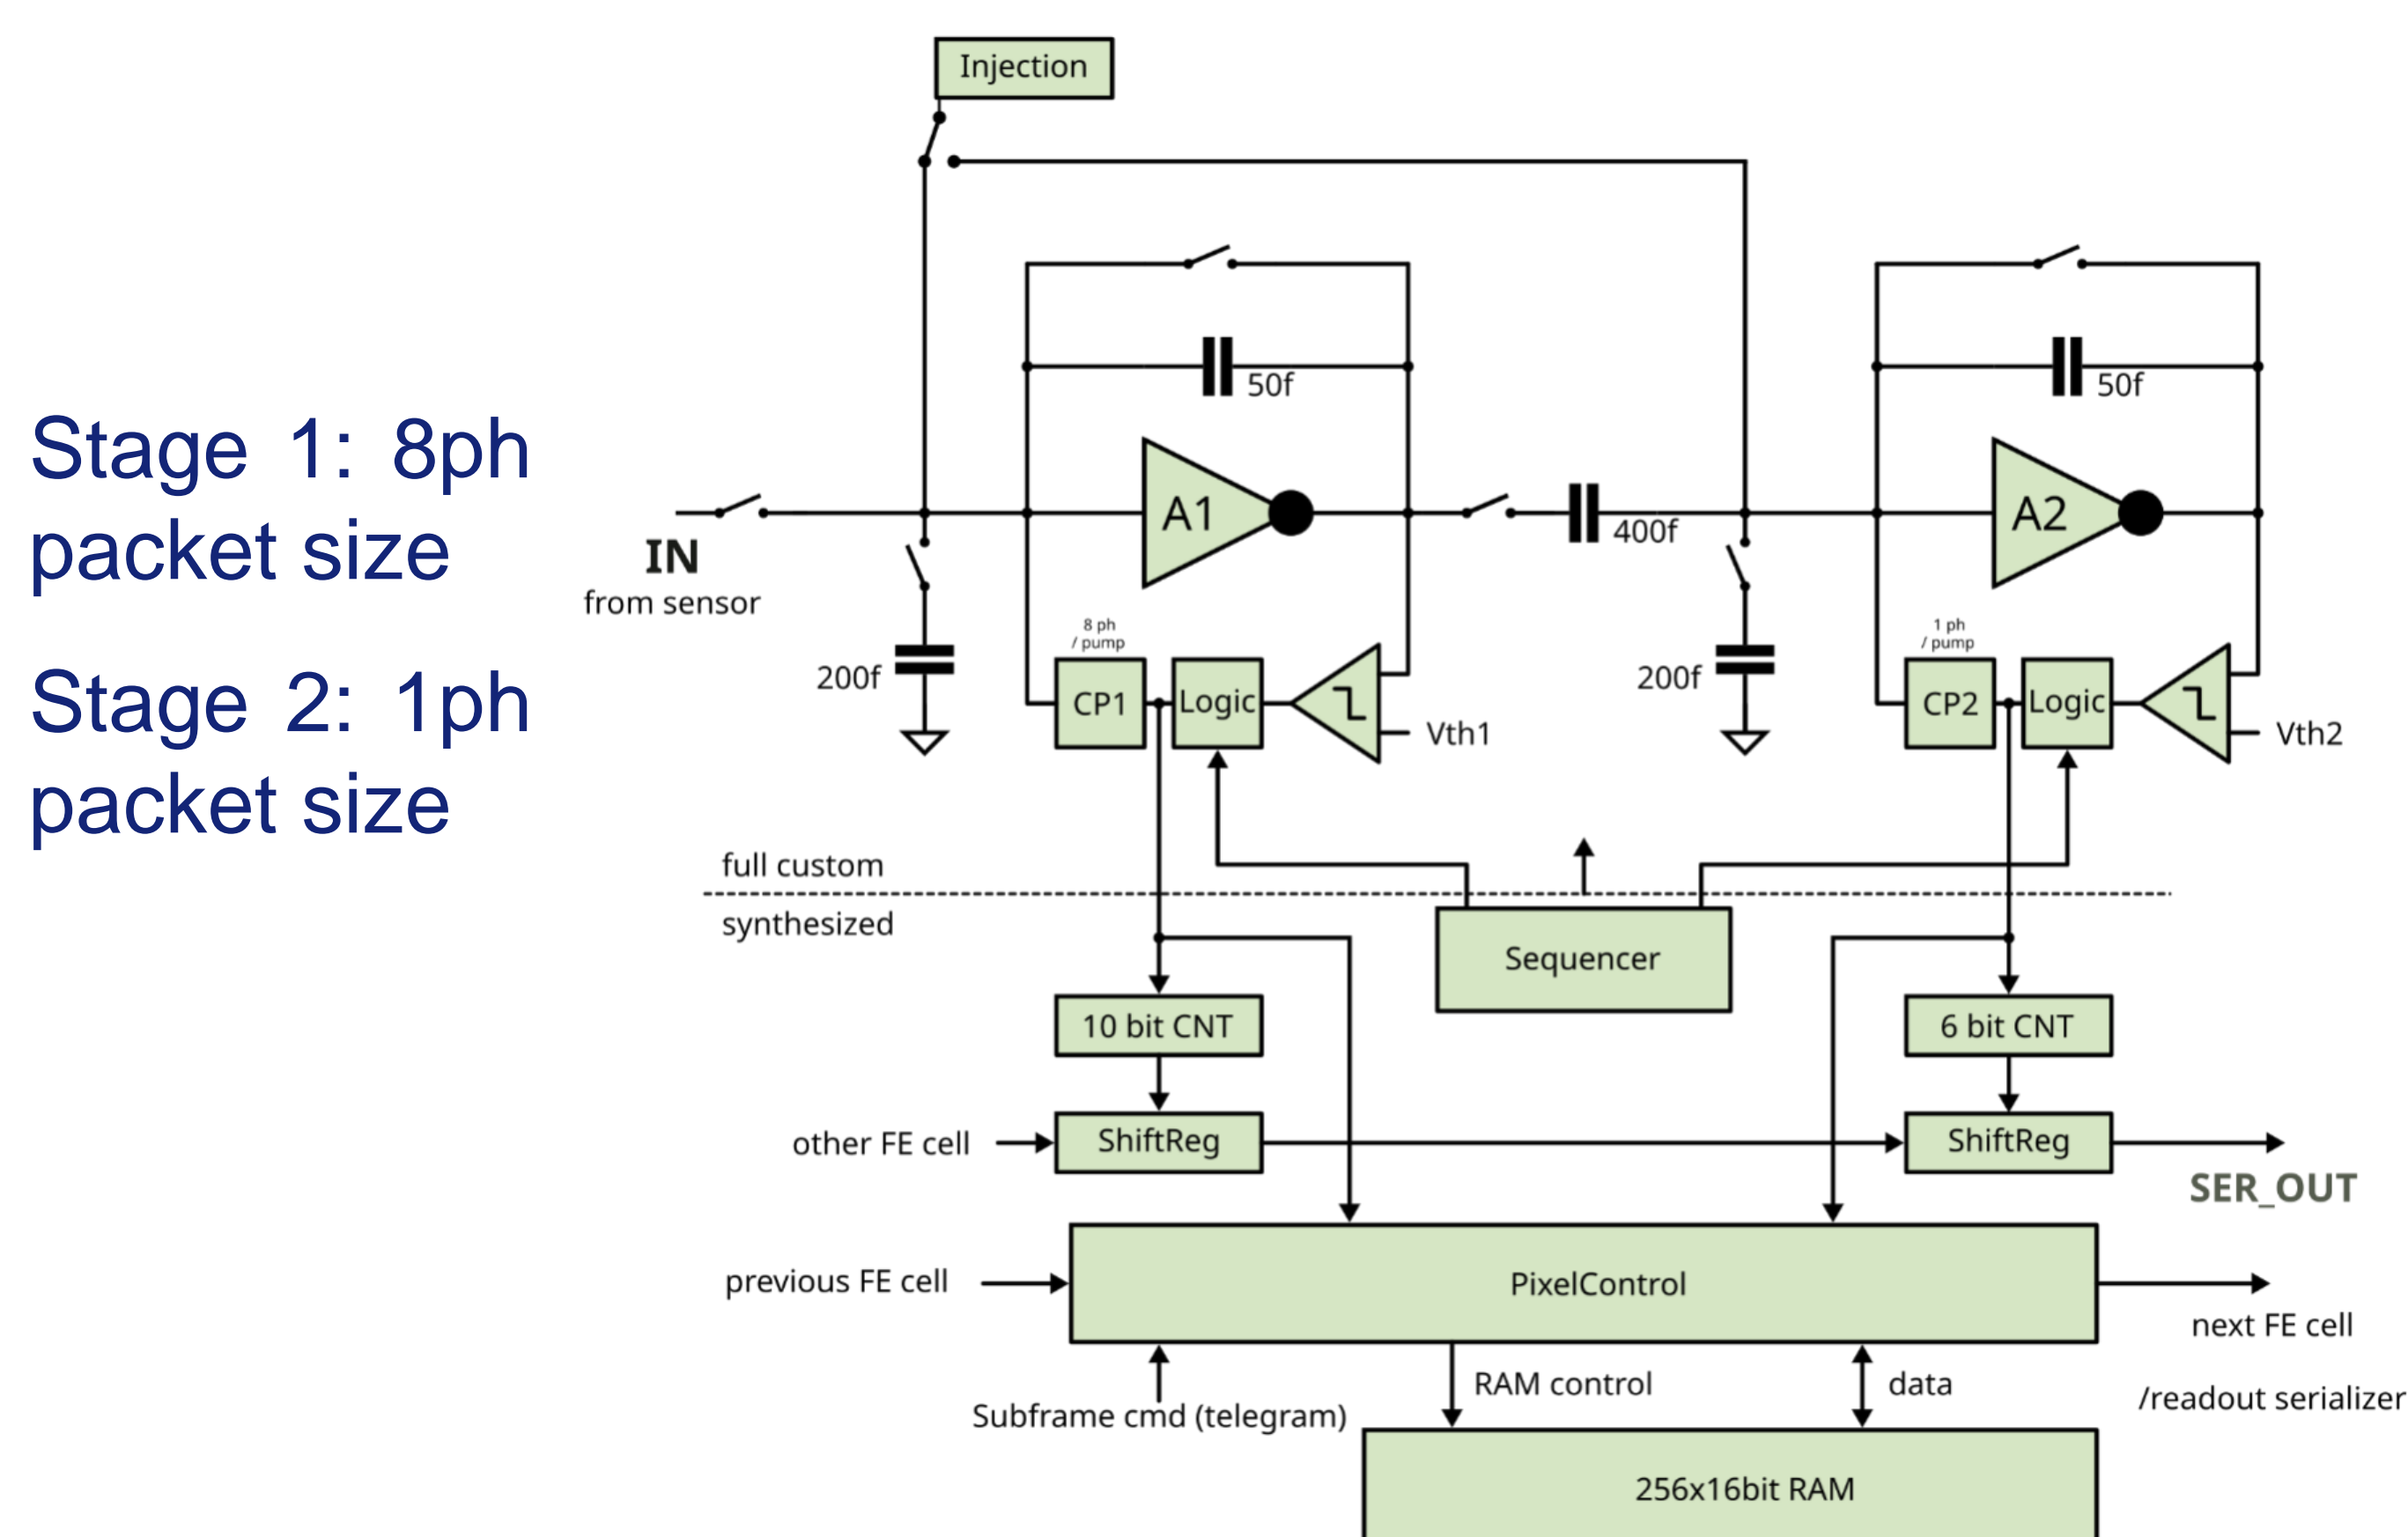 Injection
50f
50f
Stage 1: 8ph
packet size
Stage 2: 1ph
packet size
A1
A2
400f
IN
from sensor
8 ph
/ pump
1 ph
/ pump
200f
CP1
Logic
Vth1
200f
CP2
Logic
Vth2
full custom
synthesized
Sequencer
10 bit CNT
6 bit CNT
other FE cell
ShiftReg
ShiftReg
SER_OUT
previous FE cell
PixelControl
next FE cell
RAM control
data
/readout serializer
Subframe cmd (telegram)
256x16bit RAM